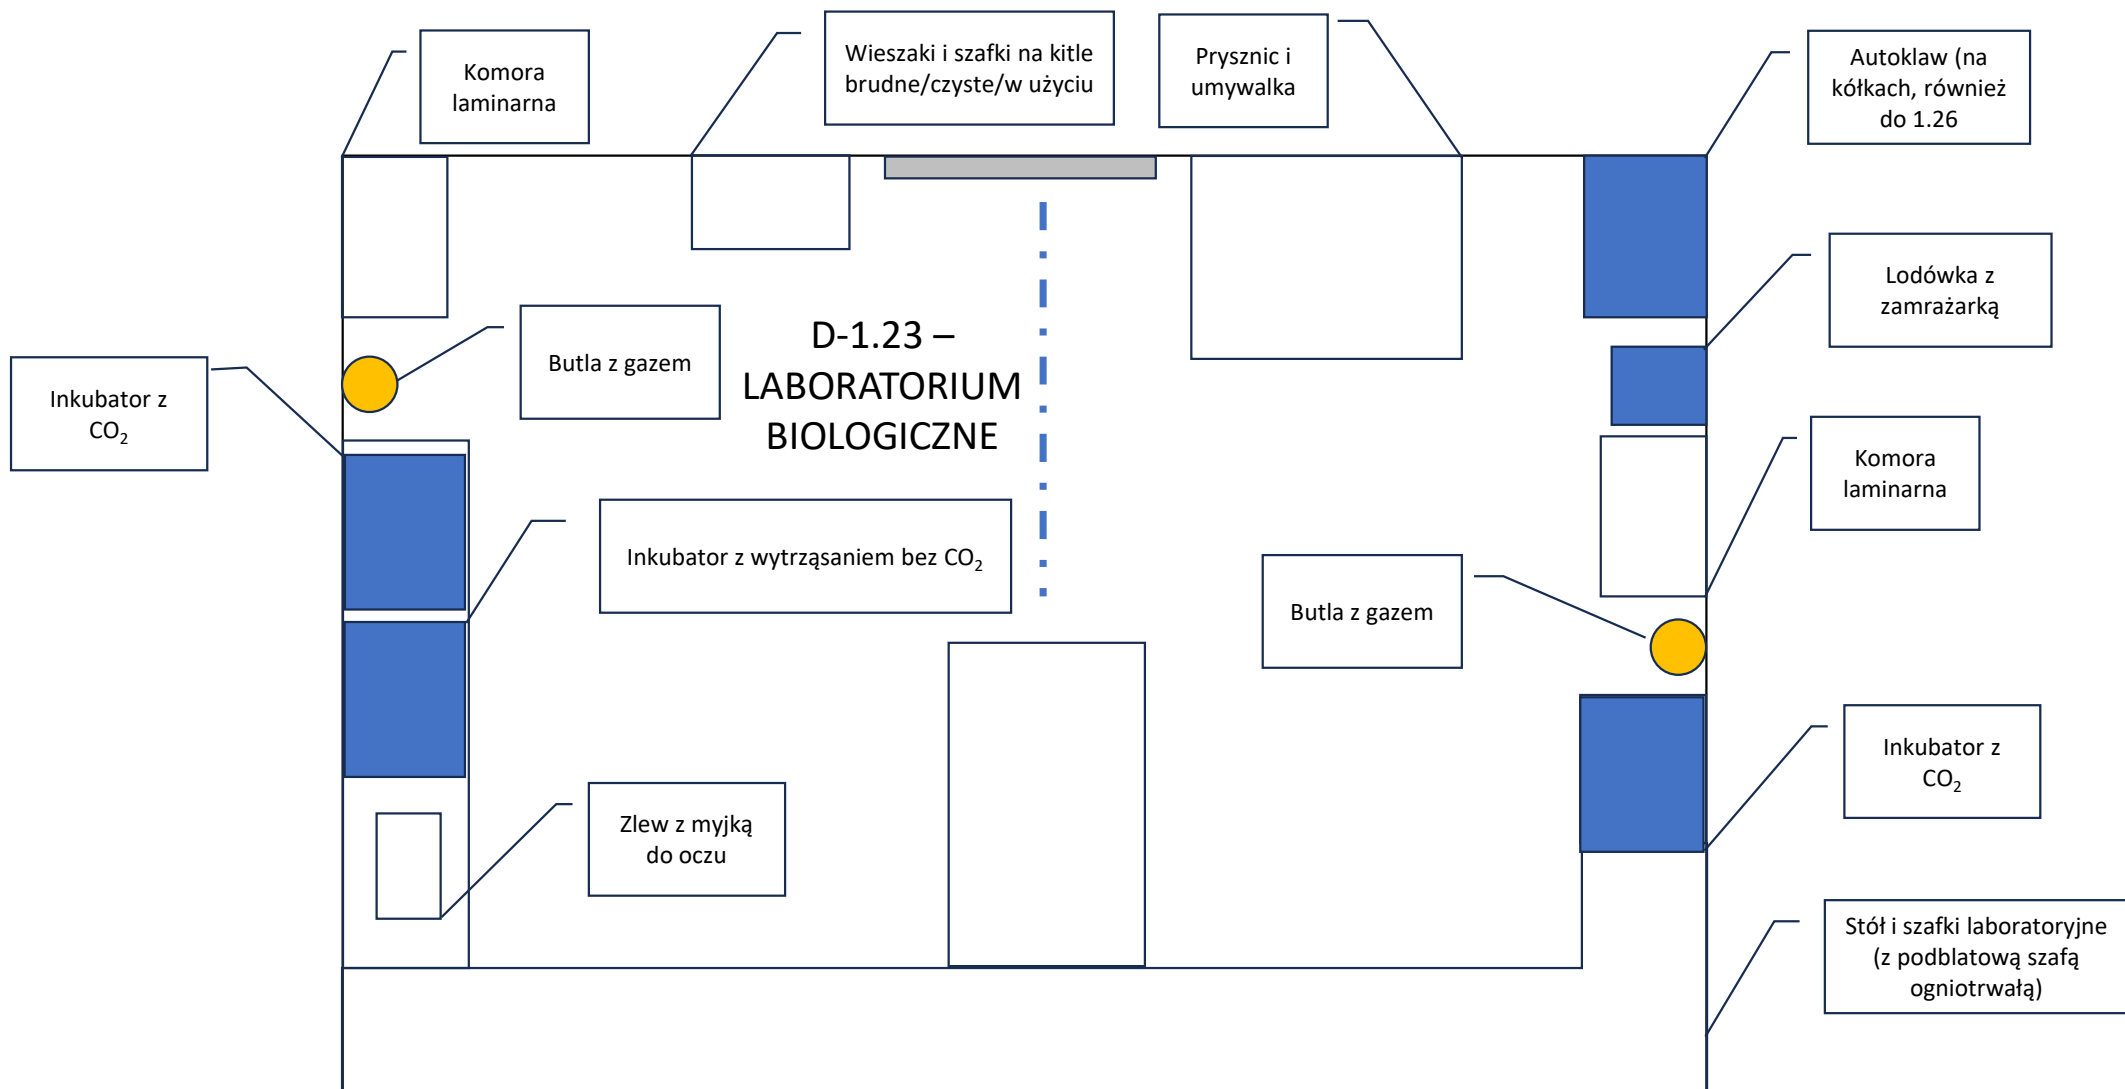 Komora
laminarna
Wieszaki i szafki na kitle
brudne/czyste/w użyciu
Prysznic i
umywalka
Autoklaw (na
kółkach, również
do 1.26
Lodówka z
zamrażarką
Butla z gazem
D-1.23 –
LABORATORIUM
BIOLOGICZNE
Inkubator z
CO₂
Komora
laminarna
Inkubator z wytrząsaniem bez CO₂
Butla z gazem
Inkubator z
CO₂
Zlew z myjką
do oczu
Stół i szafki laboratoryjne
(z podblatową szafą
ogniotrwałą)